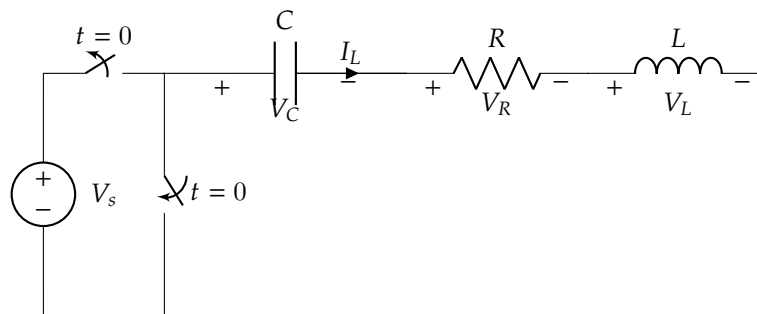 C
t = 0
I_L
R
L
+ − + − + −
V_C
V_R
V_L
+
−
V_s
t = 0